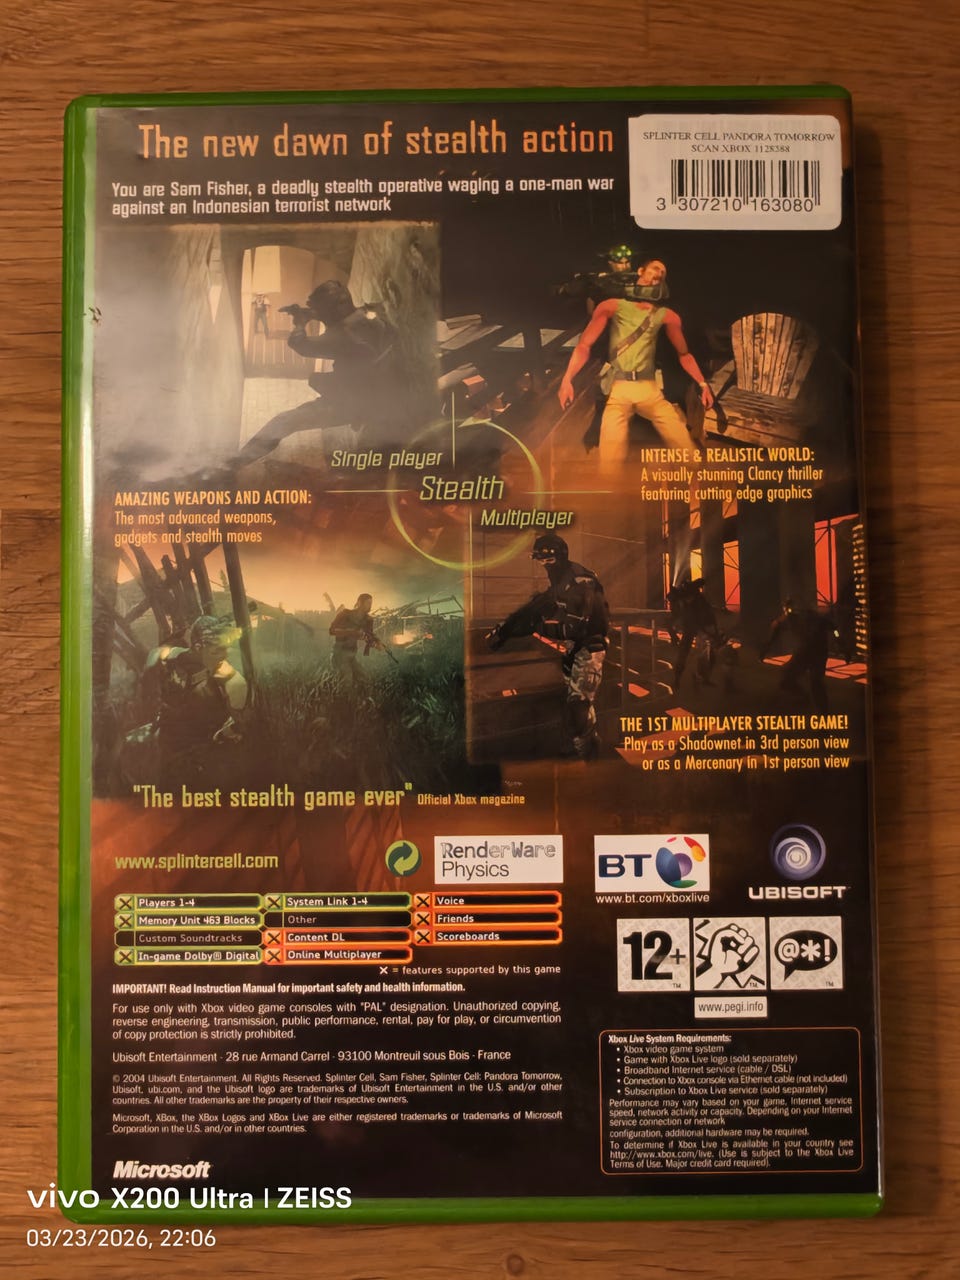 The new dawn of stealth action
SPLINTER CELL PANDORA TOMORROW
SCAN XBOX 1128388
3 307210 163080
You are Sam Fisher, a deadly stealth operative waging a one-man war
against an Indonesian terrorist network
Single player
Stealth
Multiplayer
INTENSE & REALISTIC WORLD:
A visually stunning Clancy thriller
featuring cutting edge graphics
AMAZING WEAPONS AND ACTION:
The most advanced weapons,
gadgets and stealth moves
THE 1ST MULTIPLAYER STEALTH GAME!
Play as a Shadownet in 3rd person view
or as a Mercenary in 1st person view
"The best stealth game ever" Official Xbox magazine
www.splintercell.com
RenderWare
Physics
BT
www.bt.com/xboxlive
UBISOFT™
Players 1-4
Memory Unit 463 Blocks
Custom Soundtracks
In-game Dolby® Digital
System Link 1-4
Other
Content DL
Online Multiplayer
Voice
Friends
Scoreboards
X = features supported by this game
12+
TM
TM
@*!
TM
www.pegi.info
IMPORTANT! Read Instruction Manual for important safety and health information.
For use only with Xbox video game consoles with "PAL" designation. Unauthorized copying,
reverse engineering, transmission, public performance, rental, pay for play, or circumvention
of copy protection is strictly prohibited.
Ubisoft Entertainment · 28 rue Armand Carrel · 93100 Montreuil sous Bois · France
© 2004 Ubisoft Entertainment. All Rights Reserved. Splinter Cell, Sam Fisher, Splinter Cell: Pandora Tomorrow,
Ubisoft, ubi.com, and the Ubisoft logo are trademarks of Ubisoft Entertainment in the U.S. and/or other
countries. All other trademarks are the property of their respective owners.
Microsoft, XBox, the XBox Logos and XBox Live are either registered trademarks or trademarks of Microsoft
Corporation in the U.S. and/or in other countries.
Microsoft
Xbox Live System Requirements:
• Xbox video game system
• Game with Xbox Live logo (sold separately)
• Broadband Internet service (cable / DSL)
• Connection to Xbox console via Ethernet cable (not included)
• Subscription to Xbox Live service (sold separately)
Performance may vary based on your game, Internet service
speed, network activity or capacity. Depending on your Internet
service connection or network
configuration, additional hardware may be required.
To determine if Xbox Live is available in your country see
http://www.xbox.com/live. (Use is subject to the Xbox Live
Terms of Use. Major credit card required).
vivo X200 Ultra | ZEISS
03/23/2026, 22:06